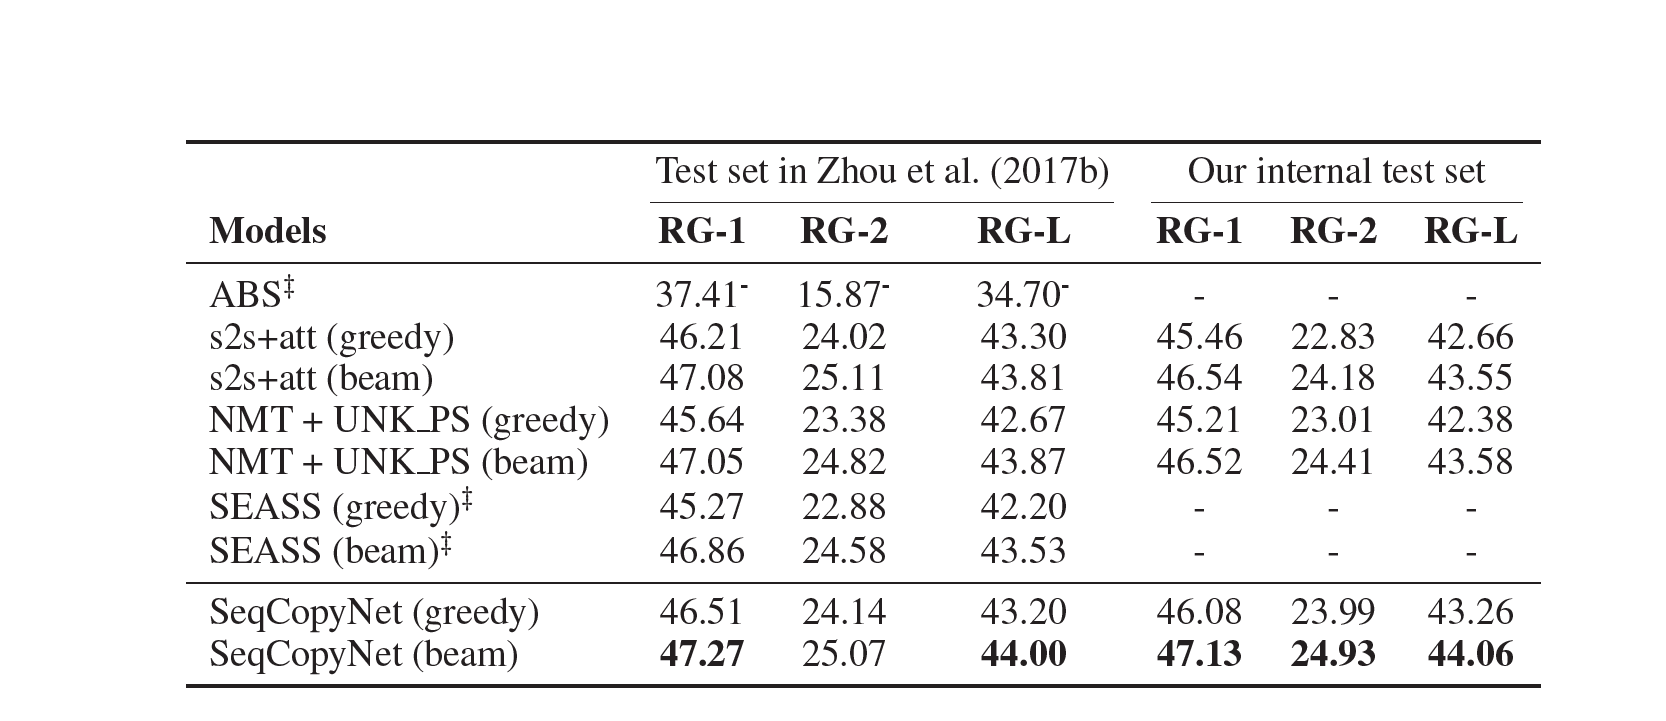 Test set in Zhou et al. (2017b) Our internal test set
Models RG-1 RG-2 RG-L RG-1 RG-2 RG-L
ABS‡ 37.41- 15.87- 34.70- - - -
s2s+att (greedy) 46.21 24.02 43.30 45.46 22.83 42.66
s2s+att (beam) 47.08 25.11 43.81 46.54 24.18 43.55
NMT + UNK_PS (greedy) 45.64 23.38 42.67 45.21 23.01 42.38
NMT + UNK_PS (beam) 47.05 24.82 43.87 46.52 24.41 43.58
SEASS (greedy)‡ 45.27 22.88 42.20 - - -
SEASS (beam)‡ 46.86 24.58 43.53 - - -
SeqCopyNet (greedy) 46.51 24.14 43.20 46.08 23.99 43.26
SeqCopyNet (beam) 47.27 25.07 44.00 47.13 24.93 44.06